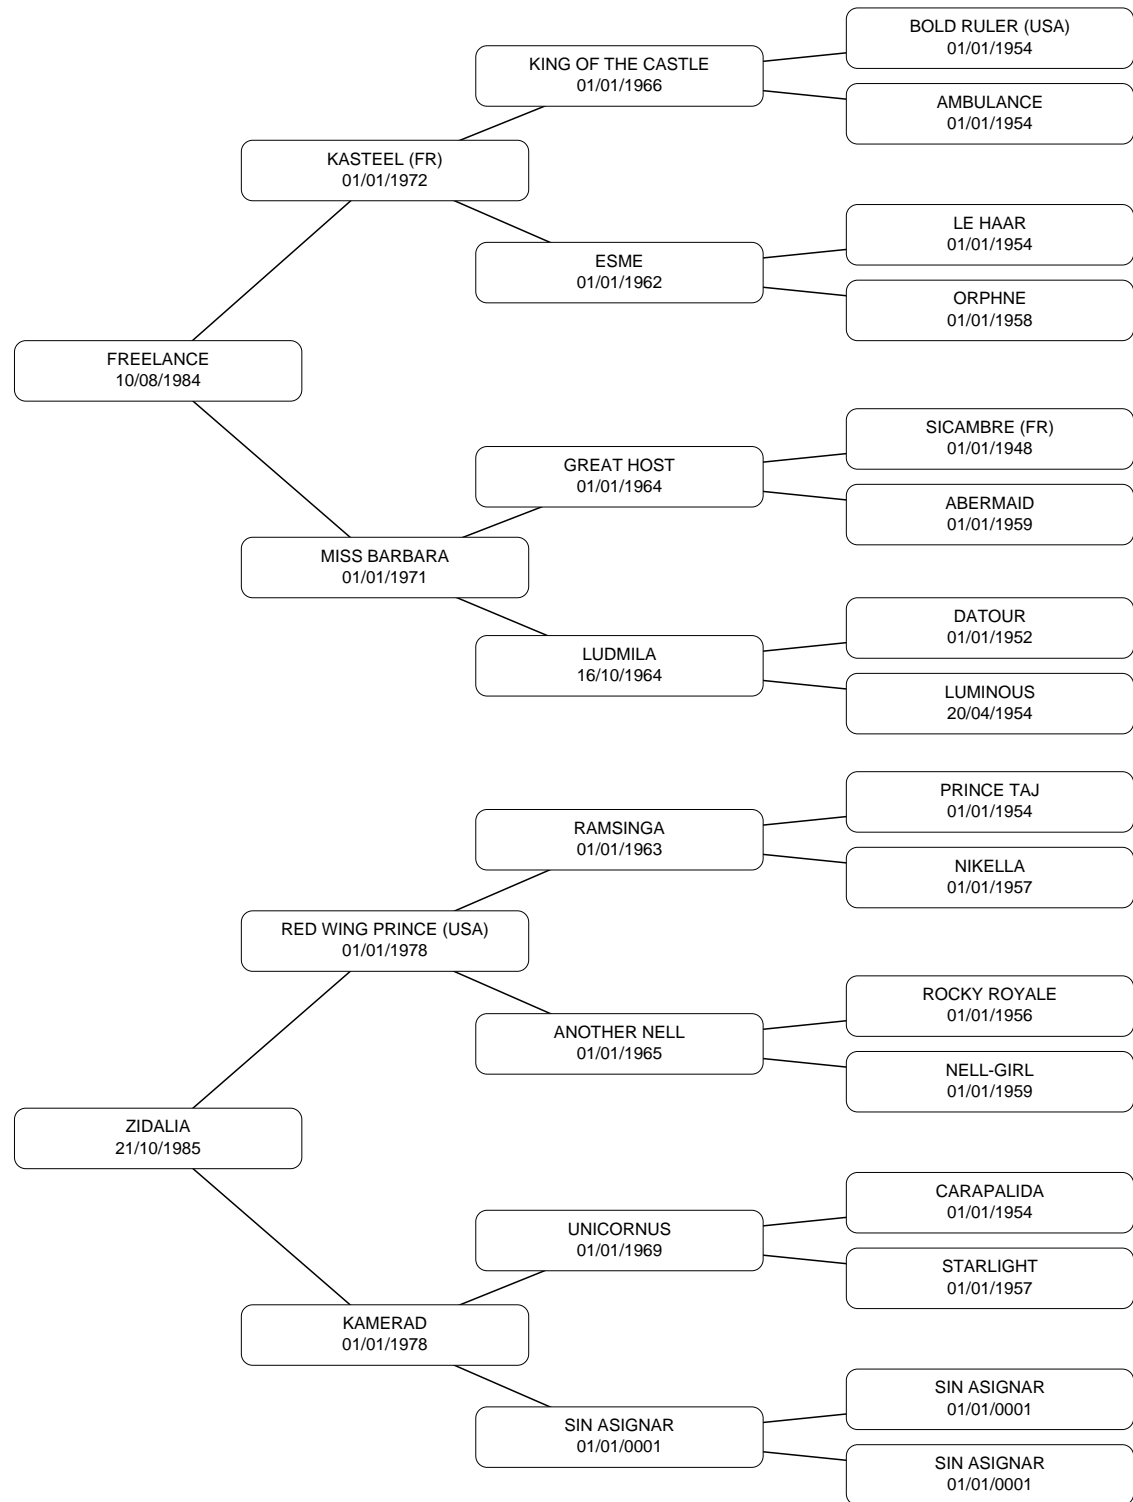 BOLD RULER (USA)
01/01/1954
KING OF THE CASTLE
01/01/1966
AMBULANCE
01/01/1954
KASTEEL (FR)
01/01/1972
LE HAAR
01/01/1954
ESME
01/01/1962
ORPHNE
01/01/1958
FREELANCE
10/08/1984
SICAMBRE (FR)
01/01/1948
GREAT HOST
01/01/1964
ABERMAID
01/01/1959
MISS BARBARA
01/01/1971
DATOUR
01/01/1952
LUDMILA
16/10/1964
LUMINOUS
20/04/1954
PRINCE TAJ
01/01/1954
RAMSINGA
01/01/1963
NIKELLA
01/01/1957
RED WING PRINCE (USA)
01/01/1978
ROCKY ROYALE
01/01/1956
ANOTHER NELL
01/01/1965
NELL-GIRL
01/01/1959
ZIDALIA
21/10/1985
CARAPALIDA
01/01/1954
UNICORNUS
01/01/1969
STARLIGHT
01/01/1957
KAMERAD
01/01/1978
SIN ASIGNAR
01/01/0001
SIN ASIGNAR
01/01/0001
SIN ASIGNAR
01/01/0001